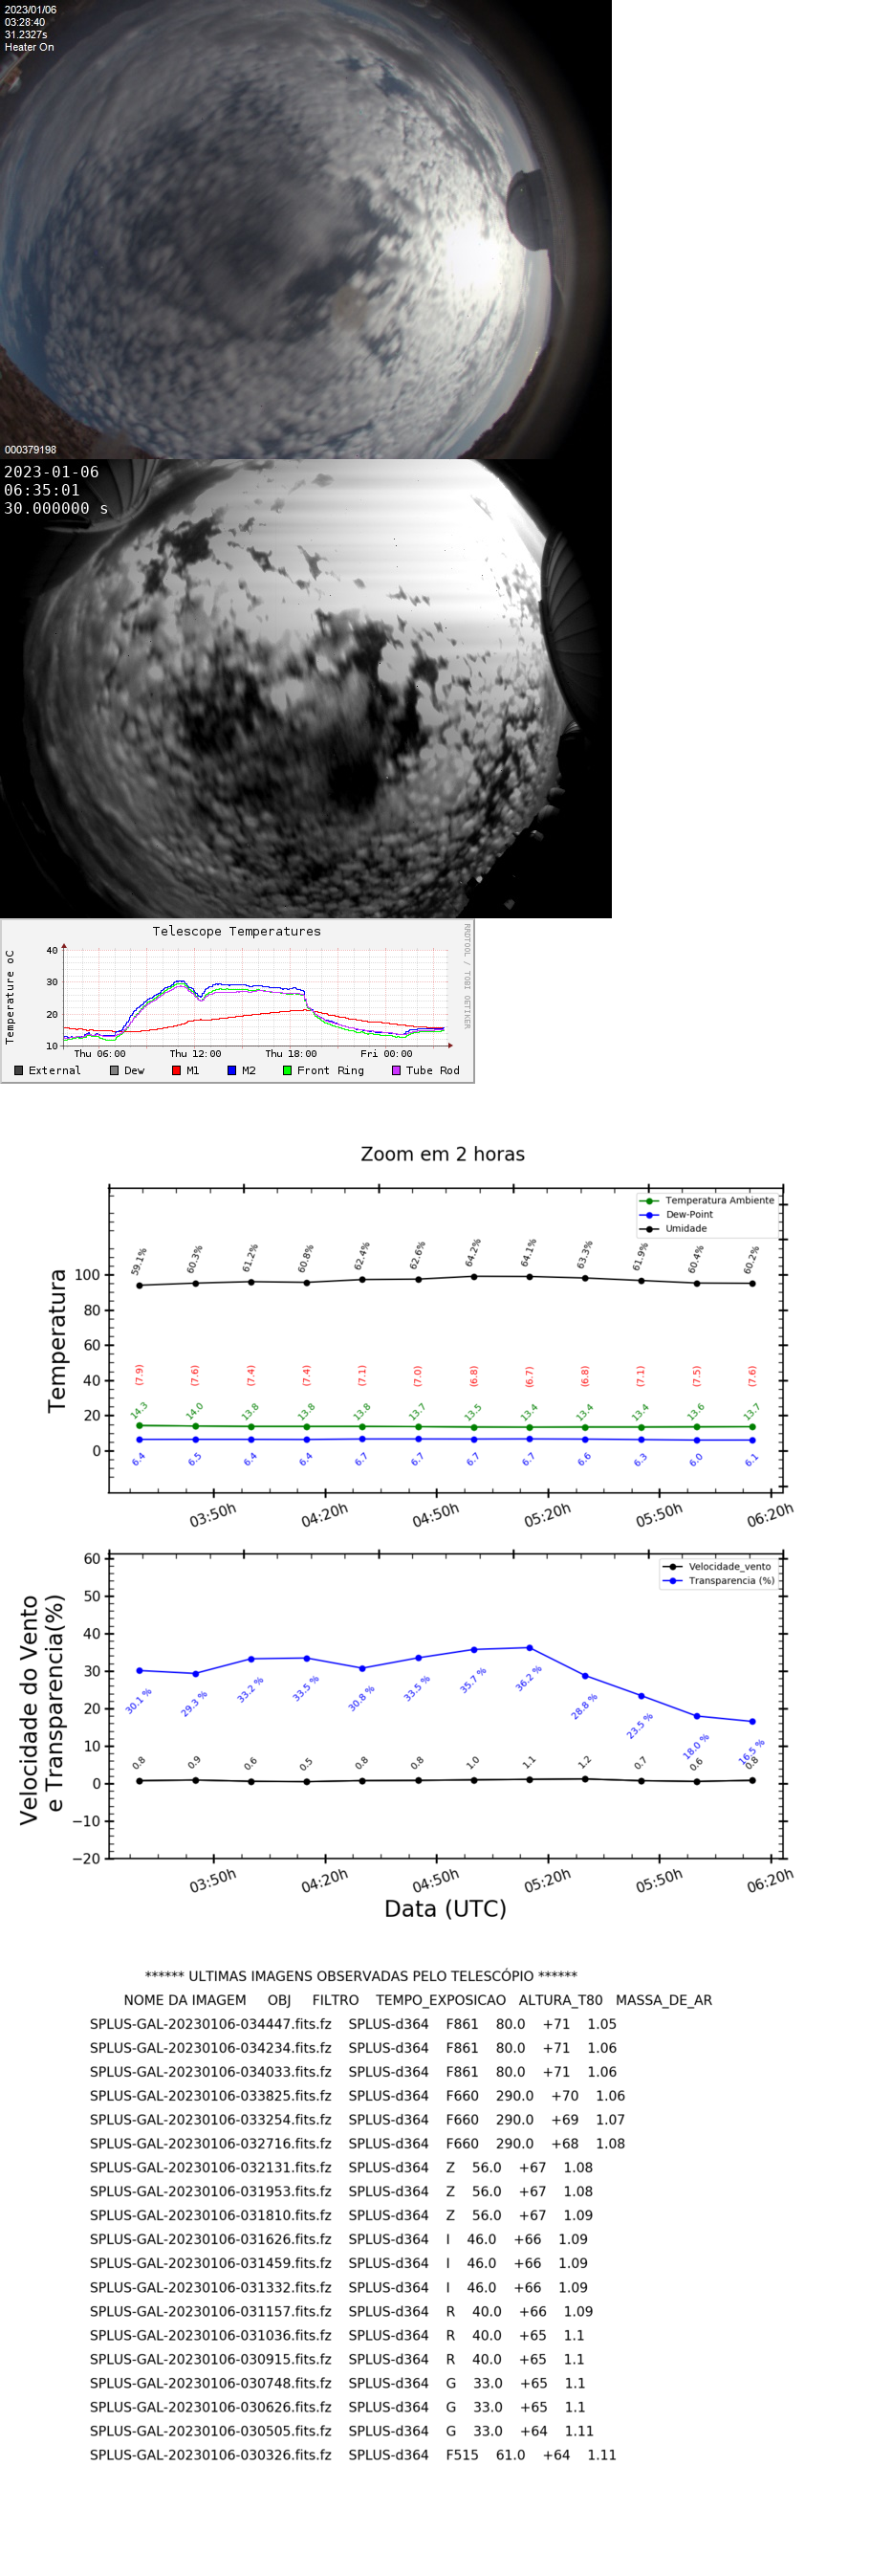 2023/01/06
03:28:40
31.2327s
Heater On
000379198
2023-01-06
06:35:01
30.000000 s
Telescope Temperatures
RRDTOOL / TOBI OETIKER
Temperature oC
40
30
20
10
Thu 06:00 Thu 12:00 Thu 18:00 Fri 00:00
External Dew M1 M2 Front Ring Tube Rod
Zoom em 2 horas
Temperatura Ambiente
Dew-Point
Umidade
Temperatura
100
80
60
40
20
0
59.1% 60.3% 61.2% 60.8% 62.4% 62.6% 64.2% 64.1% 63.3% 61.9% 60.4% 60.2%
(7.9) (7.6) (7.4) (7.4) (7.1) (7.0) (6.8) (6.7) (6.8) (7.1) (7.5) (7.6)
14.3 14.0 13.8 13.8 13.8 13.7 13.5 13.4 13.4 13.4 13.6 13.7
6.4 6.5 6.4 6.4 6.7 6.7 6.7 6.7 6.6 6.3 6.0 6.1
03:50h 04:20h 04:50h 05:20h 05:50h 06:20h
Velocidade_vento
Transparencia (%)
Velocidade do Vento
e Transparencia(%)
60
50
40
30
20
10
0
−10
−20
30.1 % 29.3 % 33.2 % 33.5 % 30.8 % 33.5 % 35.7 % 36.2 % 28.8 % 23.5 % 18.0 % 16.5 %
0.8 0.9 0.6 0.5 0.8 0.8 1.0 1.1 1.2 0.7 0.6 0.8
03:50h 04:20h 04:50h 05:20h 05:50h 06:20h
Data (UTC)
****** ULTIMAS IMAGENS OBSERVADAS PELO TELESCÓPIO ******
NOME DA IMAGEM OBJ FILTRO TEMPO_EXPOSICAO ALTURA_T80 MASSA_DE_AR
SPLUS-GAL-20230106-034447.fits.fz SPLUS-d364 F861 80.0 +71 1.05
SPLUS-GAL-20230106-034234.fits.fz SPLUS-d364 F861 80.0 +71 1.06
SPLUS-GAL-20230106-034033.fits.fz SPLUS-d364 F861 80.0 +71 1.06
SPLUS-GAL-20230106-033825.fits.fz SPLUS-d364 F660 290.0 +70 1.06
SPLUS-GAL-20230106-033254.fits.fz SPLUS-d364 F660 290.0 +69 1.07
SPLUS-GAL-20230106-032716.fits.fz SPLUS-d364 F660 290.0 +68 1.08
SPLUS-GAL-20230106-032131.fits.fz SPLUS-d364 Z 56.0 +67 1.08
SPLUS-GAL-20230106-031953.fits.fz SPLUS-d364 Z 56.0 +67 1.08
SPLUS-GAL-20230106-031810.fits.fz SPLUS-d364 Z 56.0 +67 1.09
SPLUS-GAL-20230106-031626.fits.fz SPLUS-d364 I 46.0 +66 1.09
SPLUS-GAL-20230106-031459.fits.fz SPLUS-d364 I 46.0 +66 1.09
SPLUS-GAL-20230106-031332.fits.fz SPLUS-d364 I 46.0 +66 1.09
SPLUS-GAL-20230106-031157.fits.fz SPLUS-d364 R 40.0 +66 1.09
SPLUS-GAL-20230106-031036.fits.fz SPLUS-d364 R 40.0 +65 1.1
SPLUS-GAL-20230106-030915.fits.fz SPLUS-d364 R 40.0 +65 1.1
SPLUS-GAL-20230106-030748.fits.fz SPLUS-d364 G 33.0 +65 1.1
SPLUS-GAL-20230106-030626.fits.fz SPLUS-d364 G 33.0 +65 1.1
SPLUS-GAL-20230106-030505.fits.fz SPLUS-d364 G 33.0 +64 1.11
SPLUS-GAL-20230106-030326.fits.fz SPLUS-d364 F515 61.0 +64 1.11